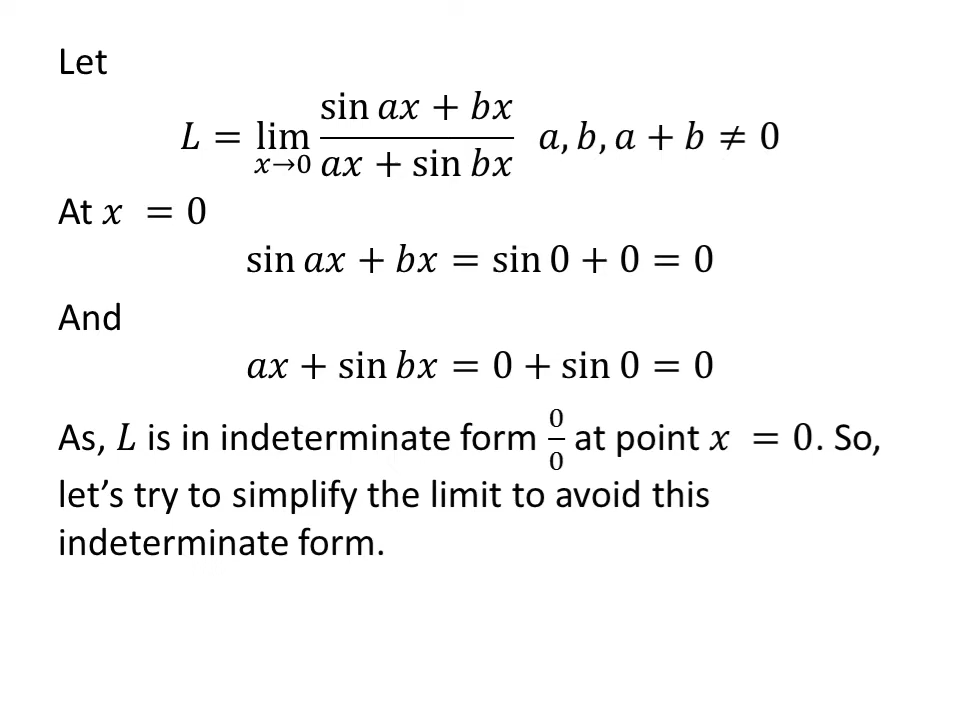 Let
L = lim x→0 (sin ax + bx)/(ax + sin bx) a, b, a + b ≠ 0
At x = 0
sin ax + bx = sin 0 + 0 = 0
And
ax + sin bx = 0 + sin 0 = 0
As, L is in indeterminate form 0/0 at point x = 0. So,
let’s try to simplify the limit to avoid this
indeterminate form.